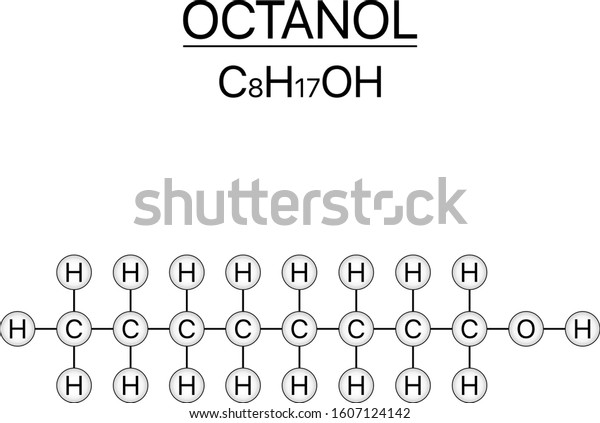 OCTANOL
C₈H₁₇OH
shutterstock
H H H H H H H H
H C C C C C C C C O H
H H H H H H H H
www.shutterstock.com · 1607124142